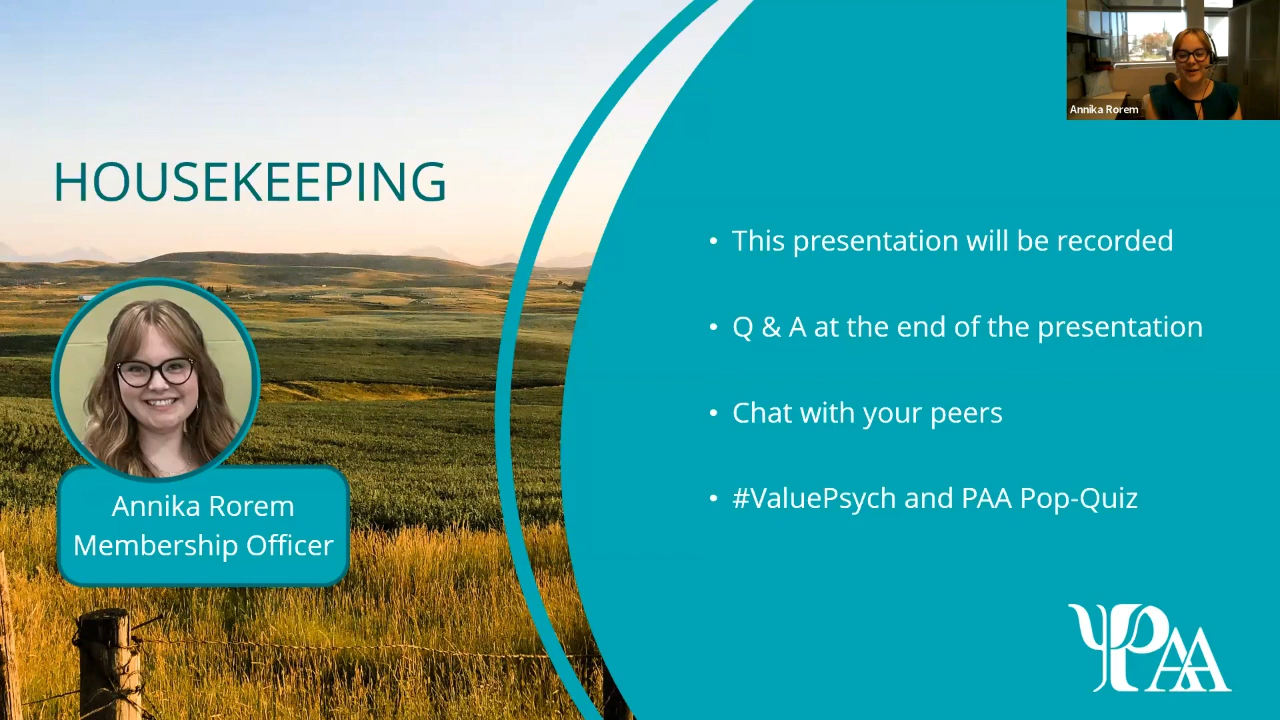 Annika Rorem
HOUSEKEEPING
This presentation will be recorded
Q & A at the end of the presentation
Chat with your peers
#ValuePsych and PAA Pop-Quiz
Annika Rorem
Membership Officer
ΨPAA